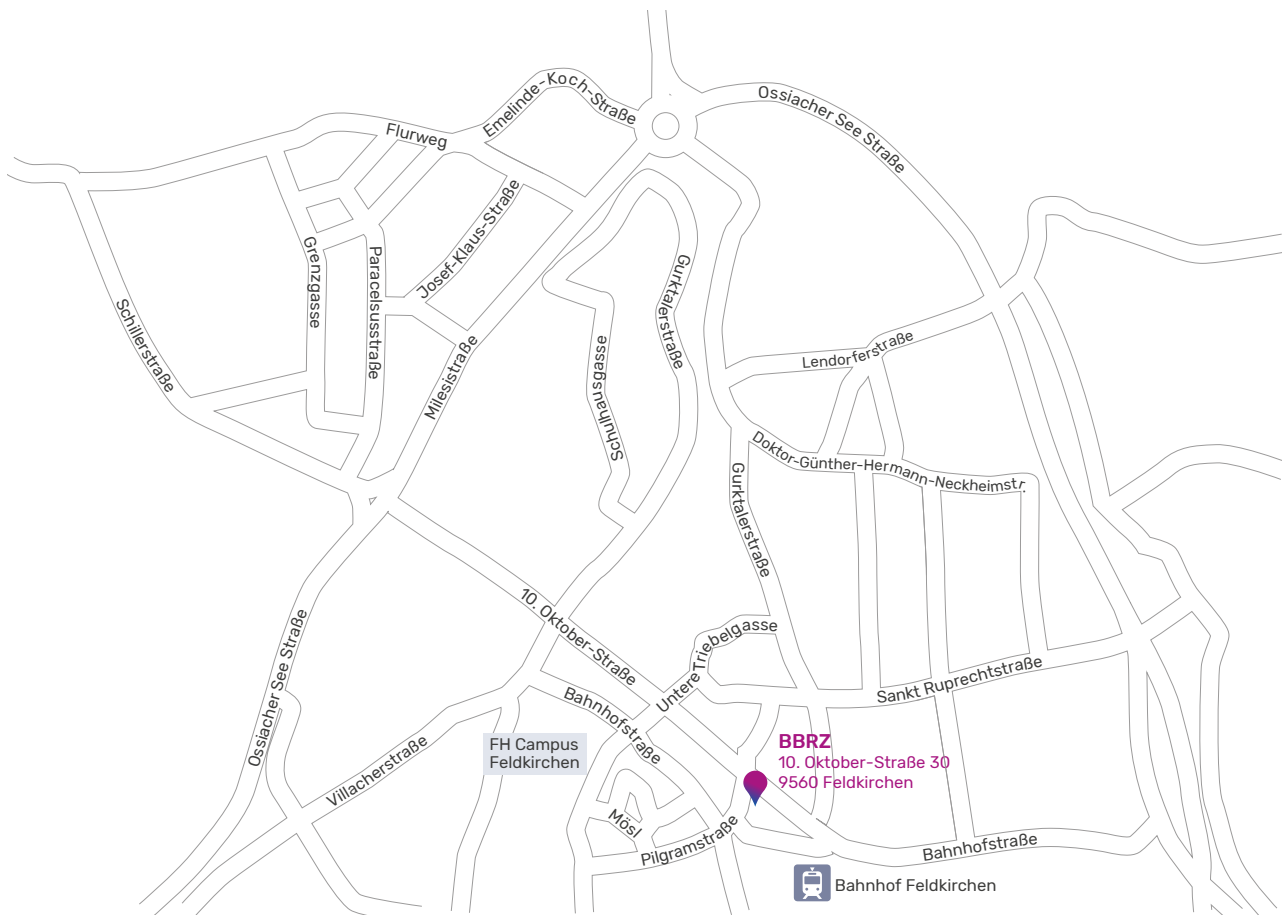 Emelinde-Koch-Straße
Ossiacher See Straße
Flurweg
Josef-Klaus-Straße
Grenzgasse
Paracelsusstraße
Gurktalerstraße
Schillerstraße
Milesistraße
Schulhausgasse
Lendorferstraße
Doktor-Günther-Hermann-Neckheimstr.
Gurktalerstraße
10. Oktober-Straße
Untere Triebelgasse
Ossiacher See Straße
Sankt Ruprechtstraße
Bahnhofstraße
Villacherstraße
FH Campus
Feldkirchen
BBRZ
10. Oktober-Straße 30
9560 Feldkirchen
Mösl
Pilgramstraße
Bahnhofstraße
Bahnhof Feldkirchen